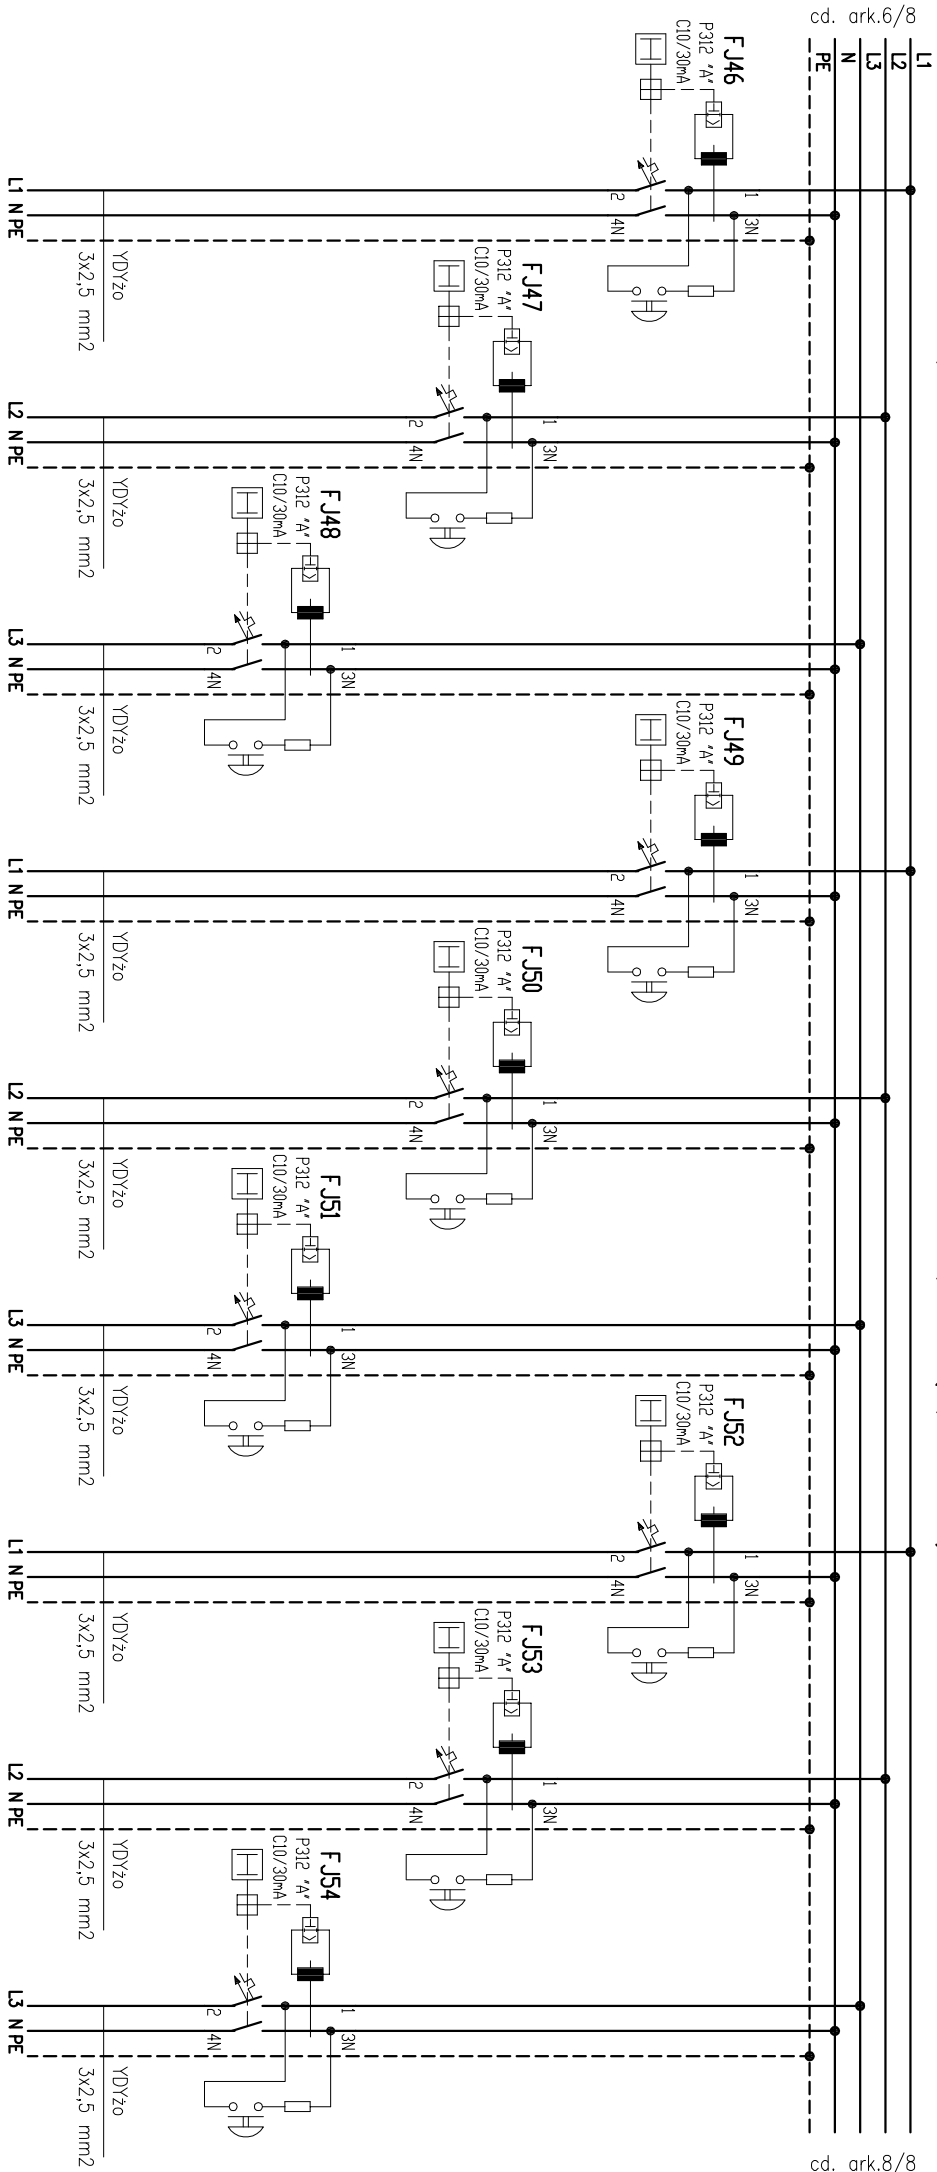 cd. ark.6/8
L1
L2
L3
N
PE
FJ46
P312 "A"
C10/30mA
1
3N
2
4N
L1 N PE
YDYżo
3x2,5 mm2
FJ47
P312 "A"
C10/30mA
1
3N
2
4N
L2 N PE
YDYżo
3x2,5 mm2
FJ48
P312 "A"
C10/30mA
1
3N
2
4N
L3 N PE
YDYżo
3x2,5 mm2
FJ49
P312 "A"
C10/30mA
1
3N
2
4N
L1 N PE
YDYżo
3x2,5 mm2
FJ50
P312 "A"
C10/30mA
1
3N
2
4N
L2 N PE
YDYżo
3x2,5 mm2
FJ51
P312 "A"
C10/30mA
1
3N
2
4N
L3 N PE
YDYżo
3x2,5 mm2
FJ52
P312 "A"
C10/30mA
1
3N
2
4N
L1 N PE
YDYżo
3x2,5 mm2
FJ53
P312 "A"
C10/30mA
1
3N
2
4N
L2 N PE
YDYżo
3x2,5 mm2
FJ54
P312 "A"
C10/30mA
1
3N
2
4N
L3 N PE
YDYżo
3x2,5 mm2
cd. ark.8/8